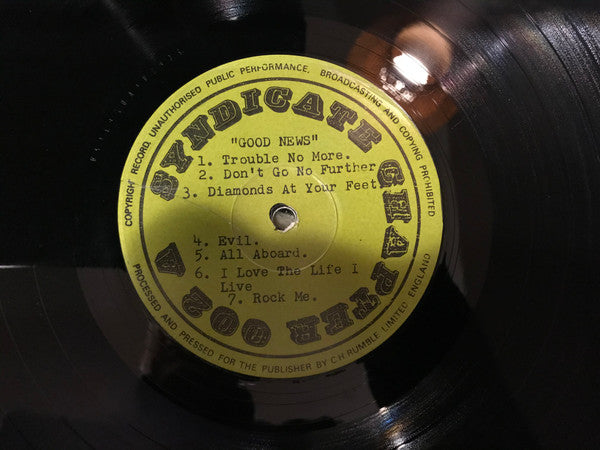 COPYRIGHT RECORD. UNAUTHORISED PUBLIC PERFORMANCE, BROADCASTING AND COPYING PROHIBITED
SYNDICATE CHAPTER 002 A
"GOOD NEWS"
1. Trouble No More.
2. Don't Go No Further
3. Diamonds At Your Feet
4. Evil.
5. All Aboard.
6. I Love The Life I
Live
7. Rock Me.
PROCESSED AND PRESSED FOR THE PUBLISHER BY C H RUMBLE LIMITED, ENGLAND